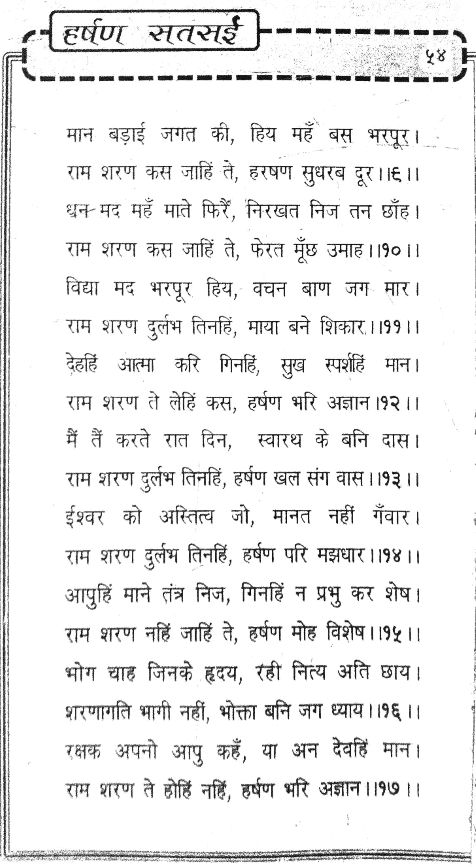 हर्षण सतसई
५४
मान बड़ाई जगत की, हिय महँ बस भरपूर।
राम शरण कस जाहिं ते, हरषण सुधरब दूर।।९।।
धन मद महँ माते फिरैं, निरखत निज तन छाँह।
राम शरण कस जाहिं ते, फेरत मूँछ उमाह।।१०।।
विद्या मद भरपूर हिय, वचन बाण जग मार।
राम शरण दुर्लभ तिनहिं, माया बने शिकार।।११।।
देहहिं आत्मा करि गिनहिं, सुख स्पर्शहिं मान।
राम शरण ते लेहिं कस, हर्षण भरि अज्ञान।१२।।
मैं तैं करते रात दिन, स्वारथ के बनि दास।
राम शरण दुर्लभ तिनहिं, हर्षण खल संग वास।।१३।।
ईश्वर को अस्तित्व जो, मानत नहीं गँवार।
राम शरण दुर्लभ तिनहिं, हर्षण परि मझधार।।१४।।
आपुहिं माने तंत्र निज, गिनहिं न प्रभु कर शेष।
राम शरण नहिं जाहिं ते, हर्षण मोह विशेष।।१५।।
भोग चाह जिनके हृदय, रही नित्य अति छाय।
शरणागति भागी नहीं, भोक्ता बनि जग ध्याय।।१६।।
रक्षक अपनो आपु कहँ, या अन देवहिं मान।
राम शरण ते होहिं नहिं, हर्षण भरि अज्ञान।।१७।।